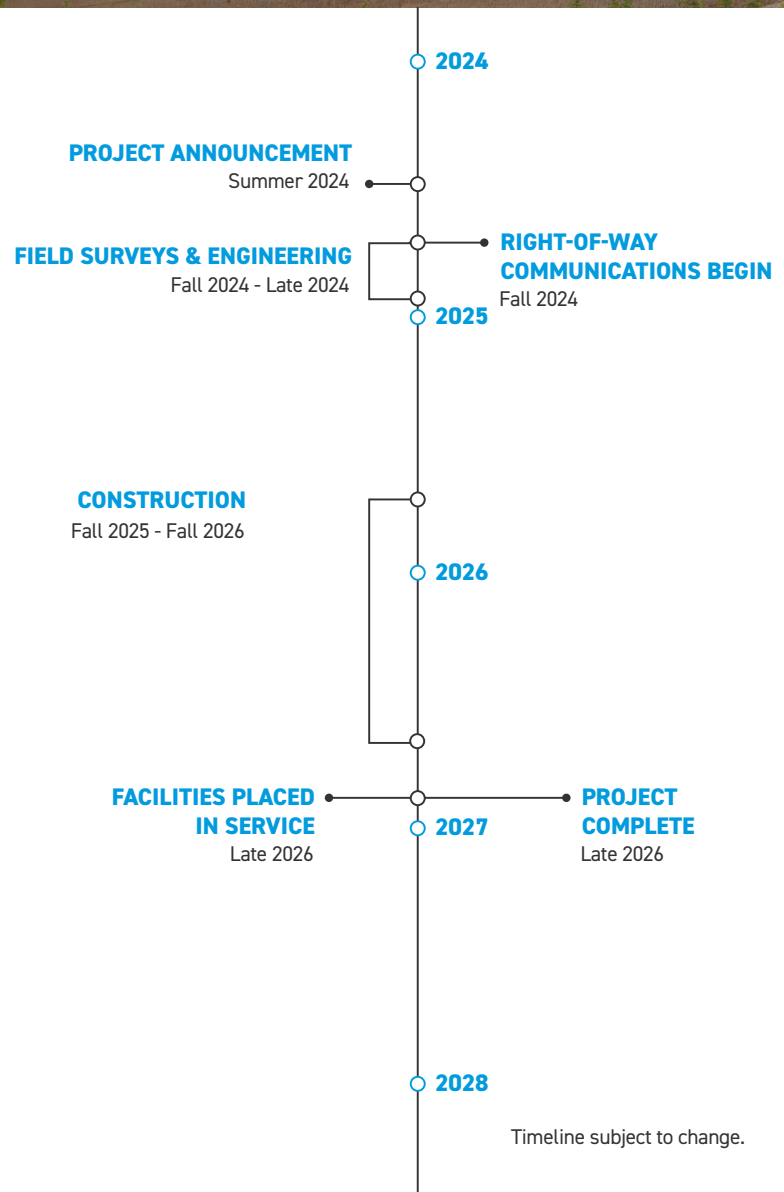 2024
PROJECT ANNOUNCEMENT
Summer 2024
FIELD SURVEYS & ENGINEERING
Fall 2024 - Late 2024
RIGHT-OF-WAY
COMMUNICATIONS BEGIN
Fall 2024
2025
CONSTRUCTION
Fall 2025 - Fall 2026
2026
FACILITIES PLACED
IN SERVICE
Late 2026
PROJECT
COMPLETE
Late 2026
2027
2028
Timeline subject to change.